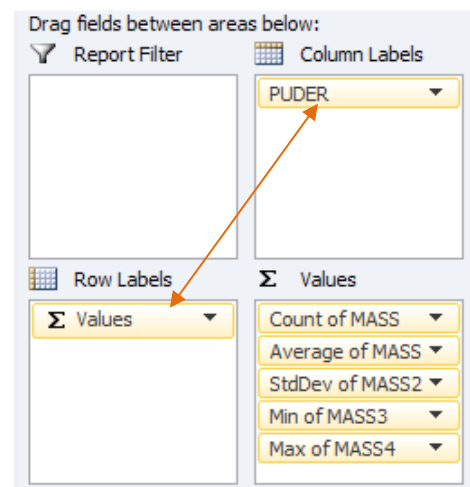 Drag fields between areas below:
Report Filter
Column Labels
PUDER
Row Labels
Σ Values
Σ Values
Count of MASS
Average of MASS
StdDev of MASS2
Min of MASS3
Max of MASS4